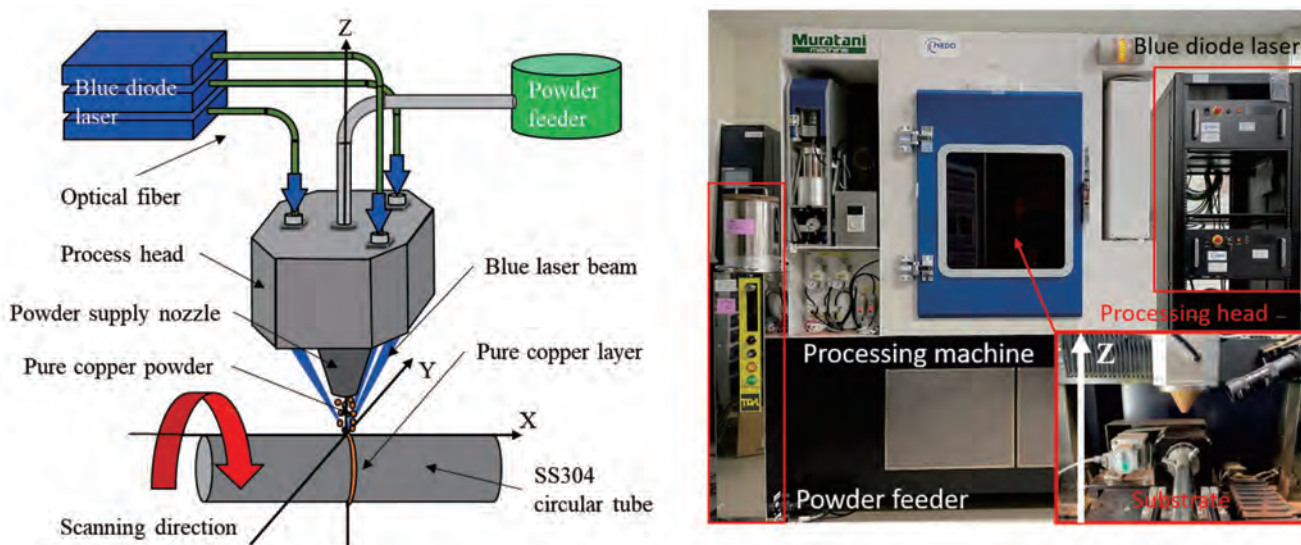 Z
Blue diode
laser
Powder
feeder
Optical fiber
Process head
Blue laser beam
Powder supply nozzle
Pure copper layer
Pure copper powder
Y
X
SS304
circular tube
Scanning direction
Muratani
machine
NEDO
Blue diode laser
Processing head
Processing machine
Z
Powder feeder
Substrate